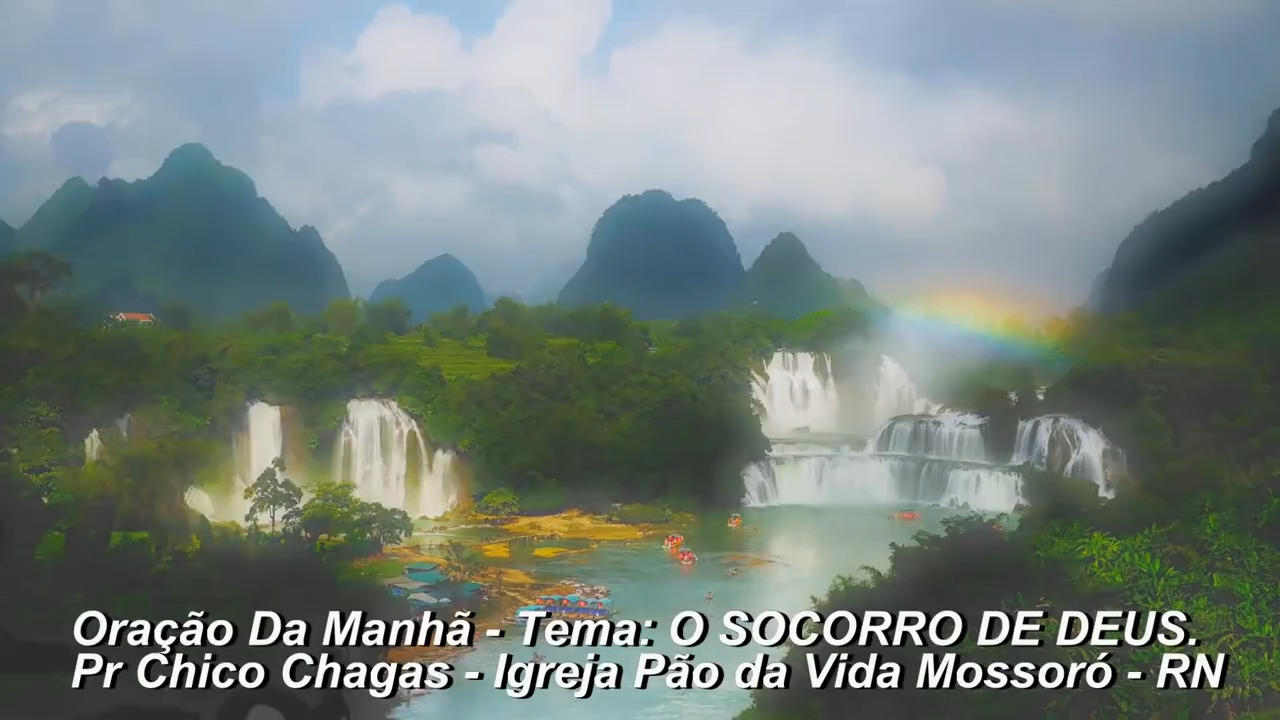 Oração Da Manhã - Tema: O SOCORRO DE DEUS.
Pr Chico Chagas - Igreja Pão da Vida Mossoró - RN